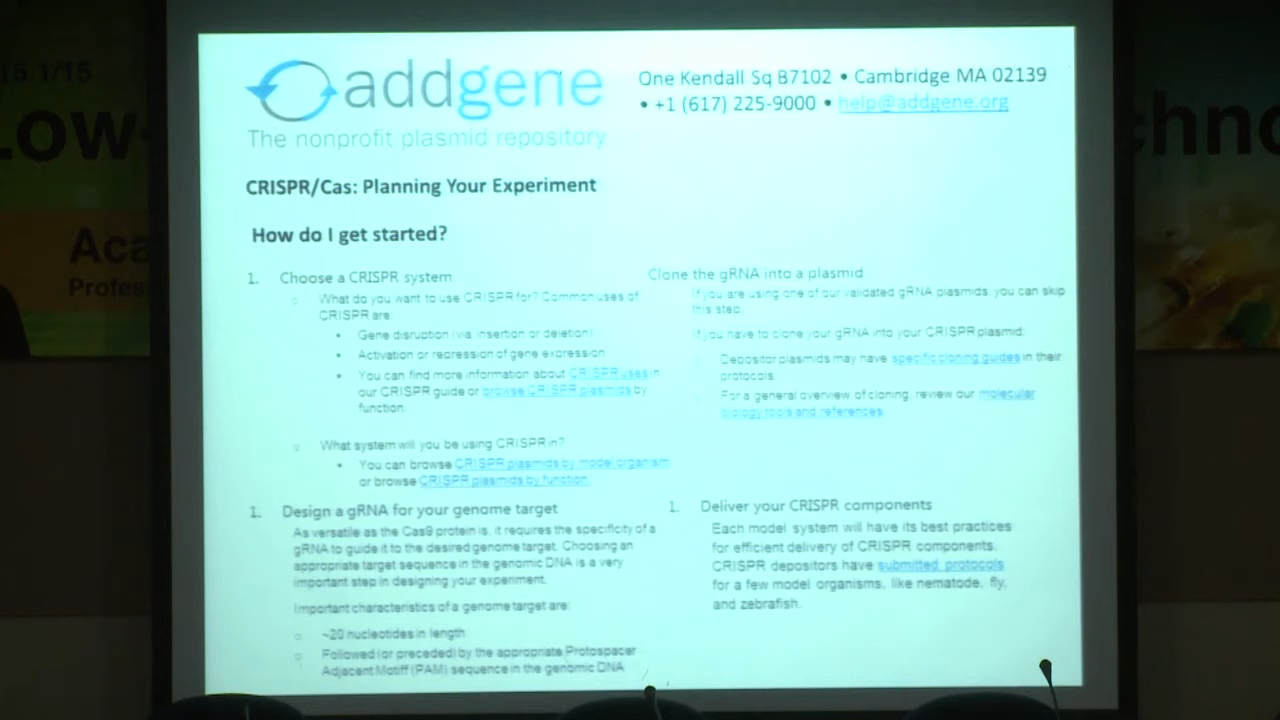 15 1/15
Low-
Aca
Profes
chno
addgene
The nonprofit plasmid repository
One Kendall Sq B7102 • Cambridge MA 02139
• +1 (617) 225-9000 • help@addgene.org
CRISPR/Cas: Planning Your Experiment
How do I get started?
1. Choose a CRISPR system
○ What do you want to use CRISPR for? Common uses of
CRISPR are:
• Gene disruption (via insertion or deletion)
• Activation or repression of gene expression
• You can find more information about CRISPR uses in
our CRISPR guide or browse CRISPR plasmids by
function.
○ What system will you be using CRISPR in?
• You can browse CRISPR plasmids by model organism
or browse CRISPR plasmids by function.
1. Design a gRNA for your genome target
As versatile as the Cas9 protein is, it requires the specificity of a
gRNA to guide it to the desired genome target. Choosing an
appropriate target sequence in the genomic DNA is a very
important step in designing your experiment.
Important characteristics of a genome target are:
○ ~20 nucleotides in length
○ Followed (or preceded) by the appropriate Protospacer
Adjacent Motiff (PAM) sequence in the genomic DNA
Clone the gRNA into a plasmid
If you are using one of our validated gRNA plasmids, you can skip
this step.
If you have to clone your gRNA into your CRISPR plasmid:
○ Depositor plasmids may have specific cloning guides in their
protocols.
○ For a general overview of cloning, review our molecular
biology tools and references.
1. Deliver your CRISPR components
Each model system will have its best practices
for efficient delivery of CRISPR components.
CRISPR depositors have submitted protocols
for a few model organisms, like nematode, fly,
and zebrafish.